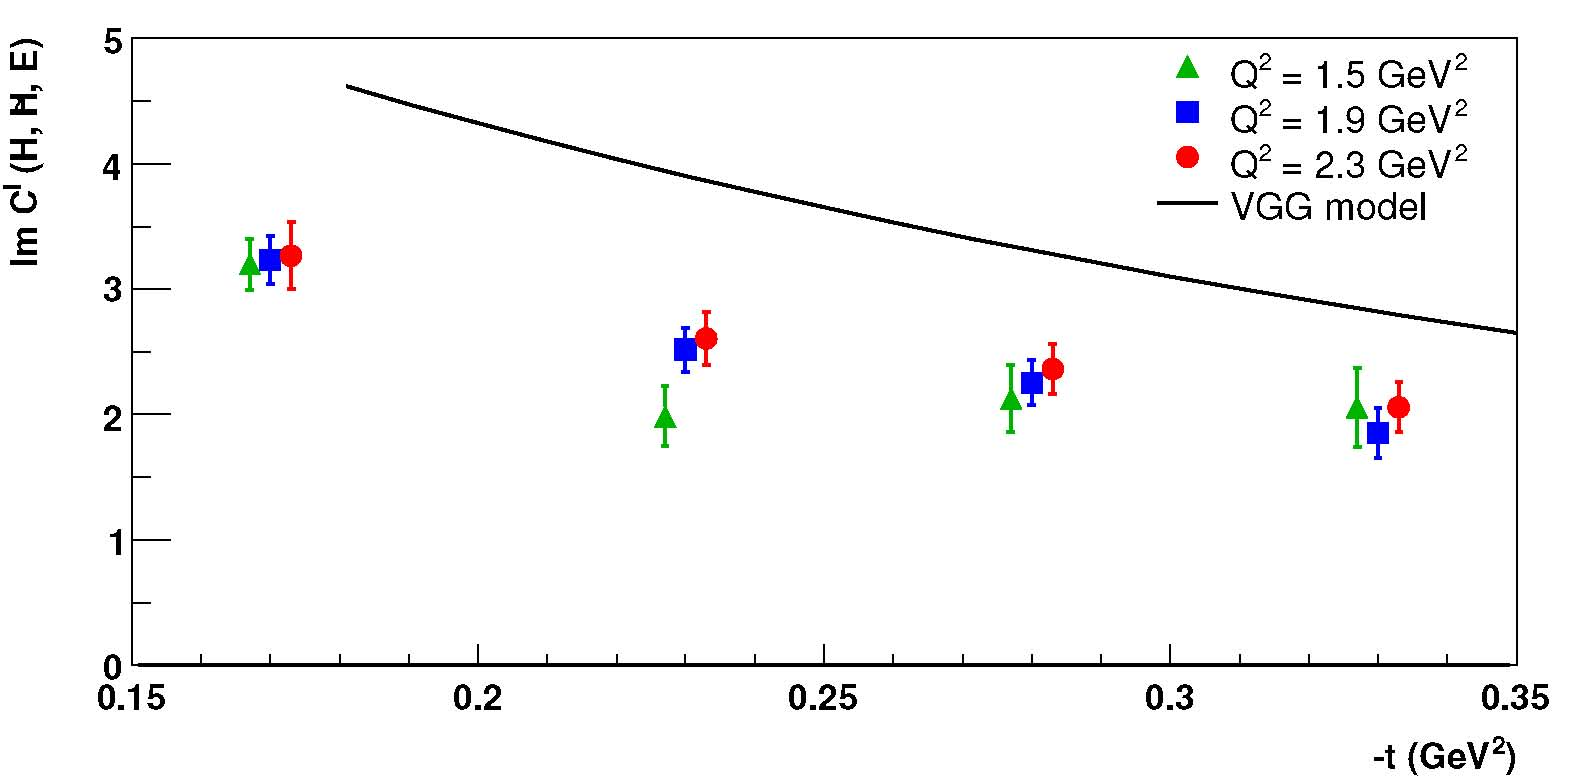 Im Cᴵ (H, H̃, E)
5
4
3
2
1
0
0.15 0.2 0.25 0.3 0.35
-t (GeV²)
Q² = 1.5 GeV²
Q² = 1.9 GeV²
Q² = 2.3 GeV²
VGG model